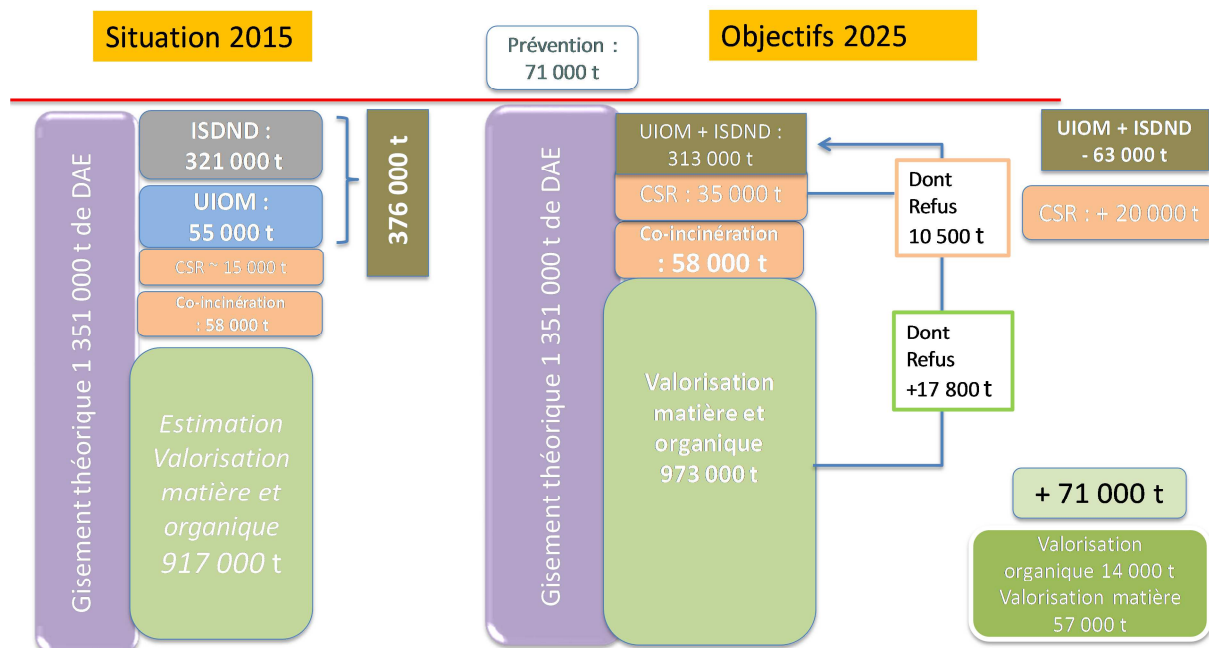 Situation 2015
Gisement théorique 1 351 000 t de DAE
ISDND :
321 000 t
UIOM :
55 000 t
CSR ~ 15 000 t
Co-incinération
: 58 000 t
Estimation
Valorisation
matière et
organique
917 000 t
376 000 t
Prévention :
71 000 t
Objectifs 2025
Gisement théorique 1 351 000 t de DAE
UIOM + ISDND :
313 000 t
CSR : 35 000 t
Co-incinération
: 58 000 t
Valorisation
matière et
organique
973 000 t
Dont
Refus
10 500 t
Dont
Refus
+17 800 t
UIOM + ISDND
- 63 000 t
CSR : + 20 000 t
+ 71 000 t
Valorisation
organique 14 000 t
Valorisation matière
57 000 t